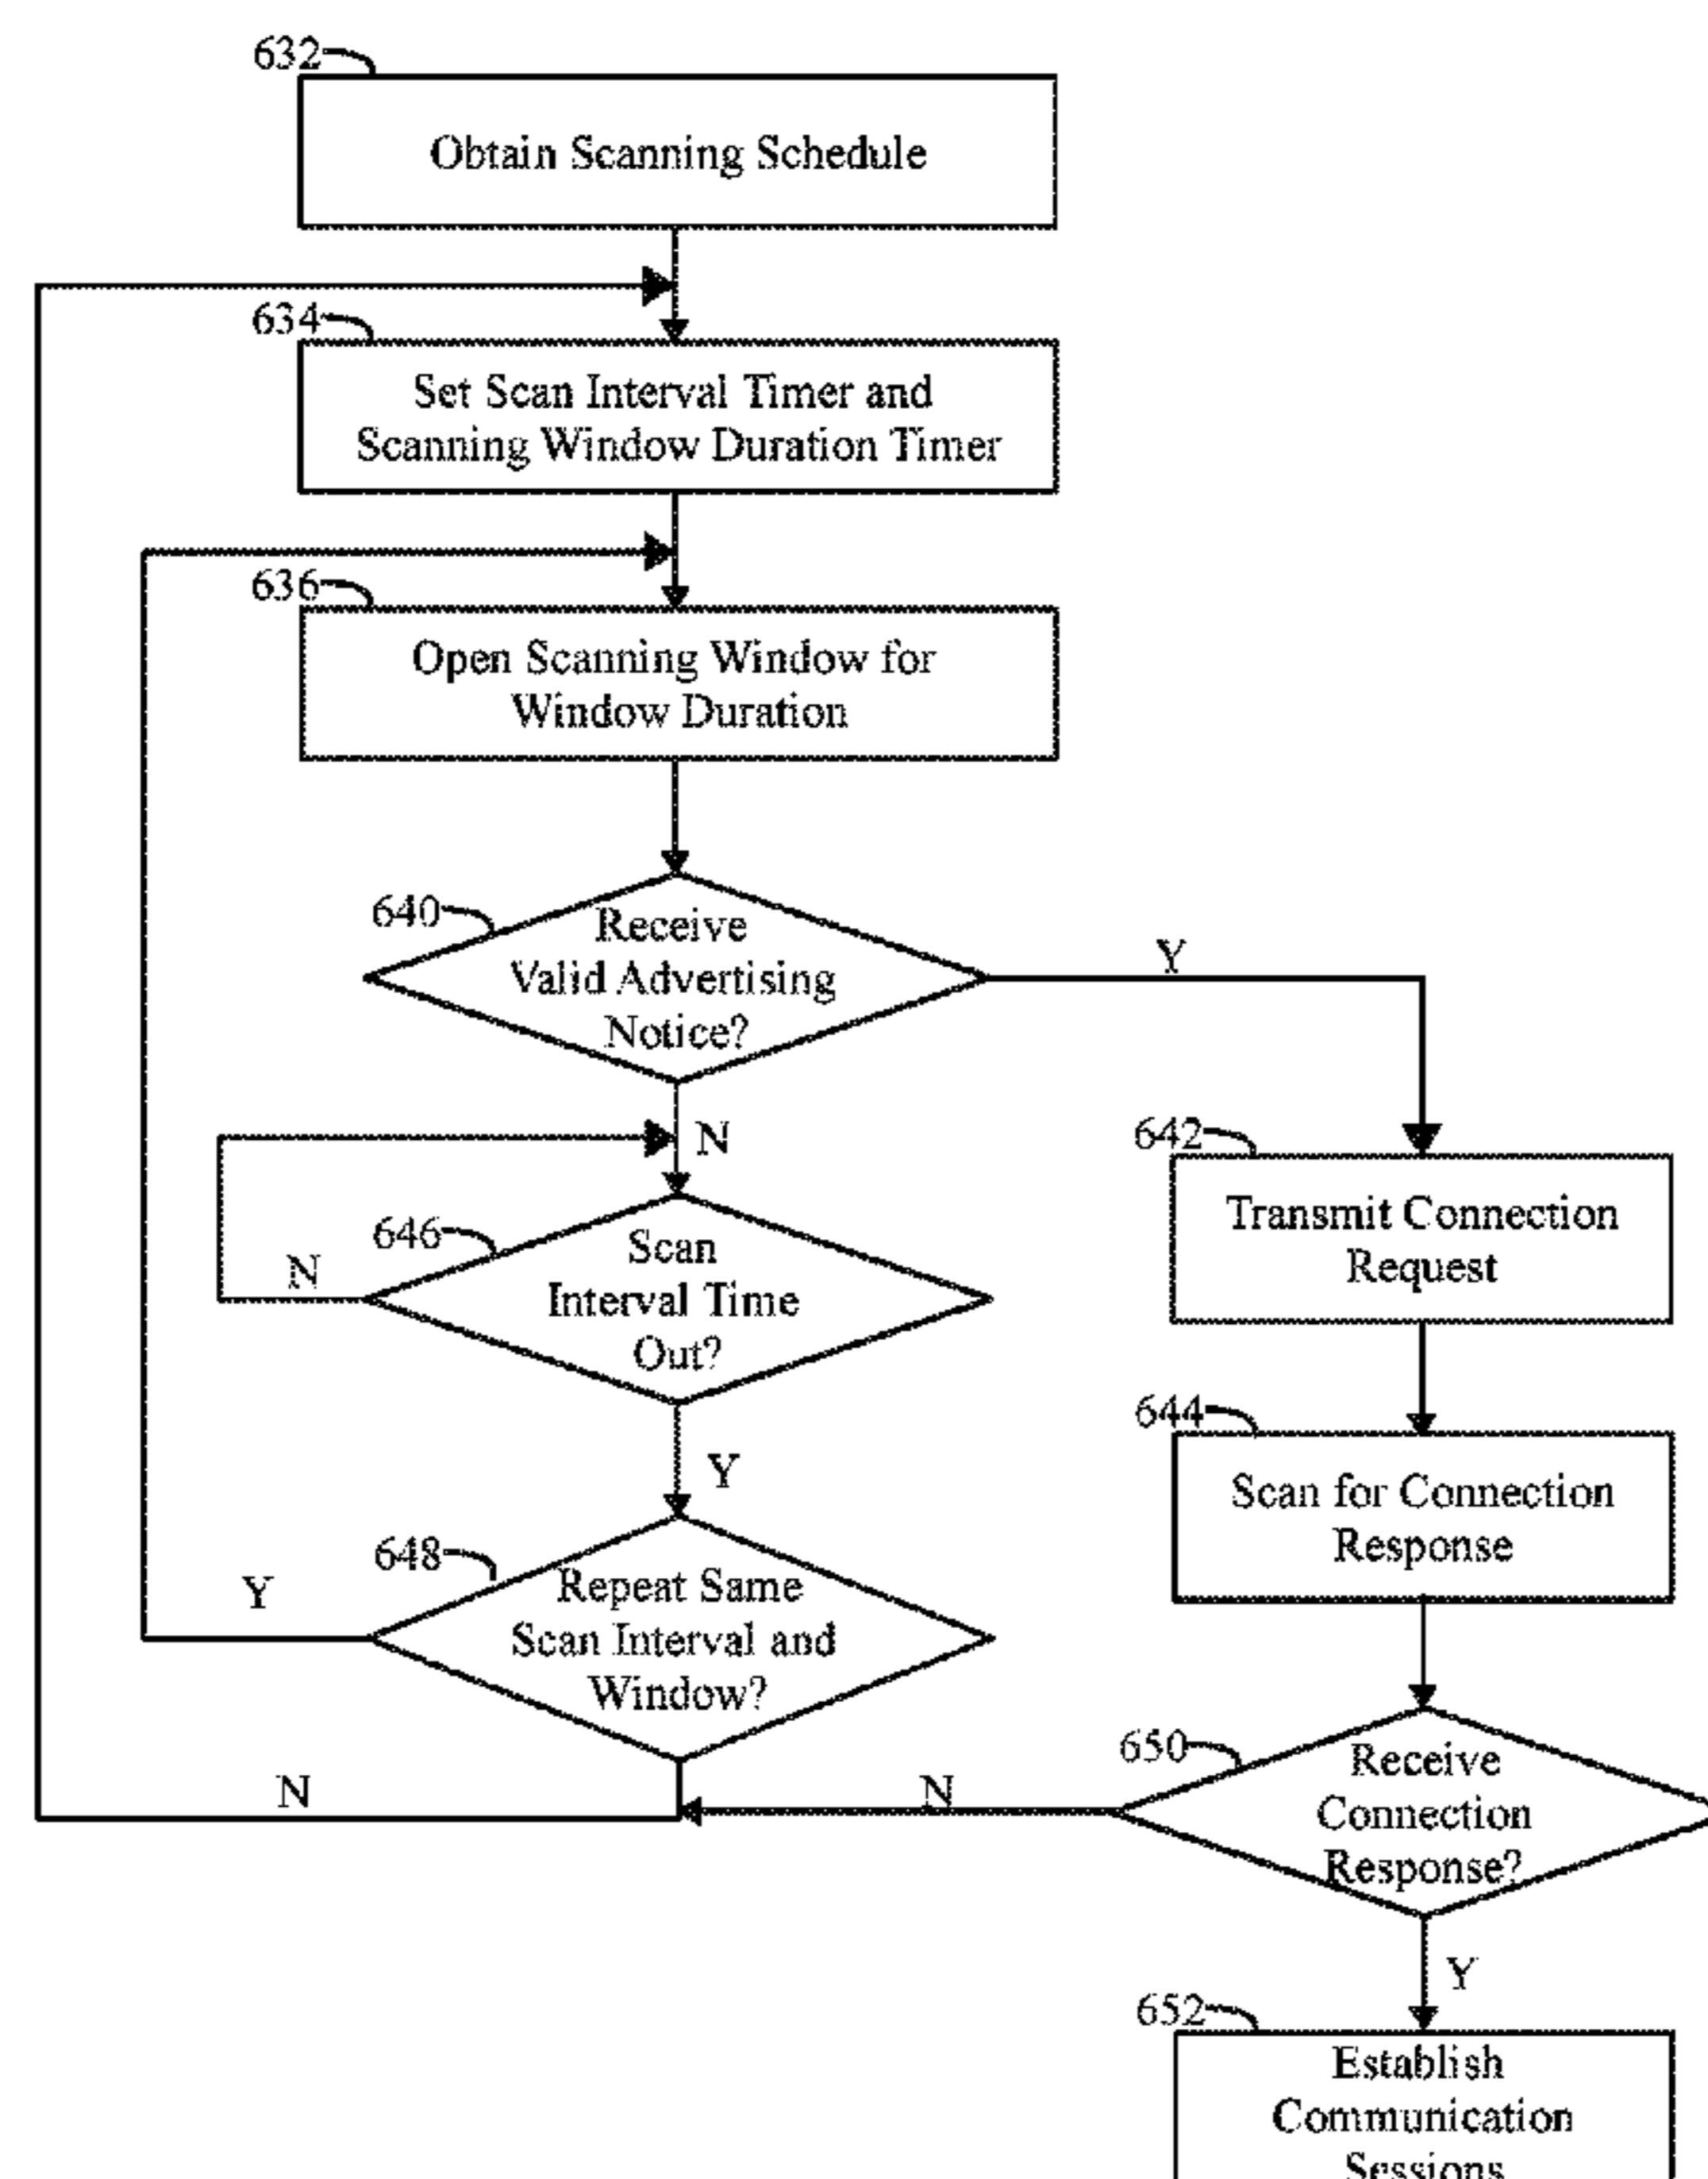 632
Obtain Scanning Schedule
634
Set Scan Interval Timer and
Scanning Window Duration Timer
636
Open Scanning Window for
Window Duration
640
Receive
Valid Advertising
Notice?
Y
N
642
Transmit Connection
Request
646
Scan
Interval Time
Out?
N
Y
644
Scan for Connection
Response
648
Repeat Same
Scan Interval and
Window?
Y
N
650
Receive
Connection
Response?
N
Y
652
Establish
Communication
Sessions